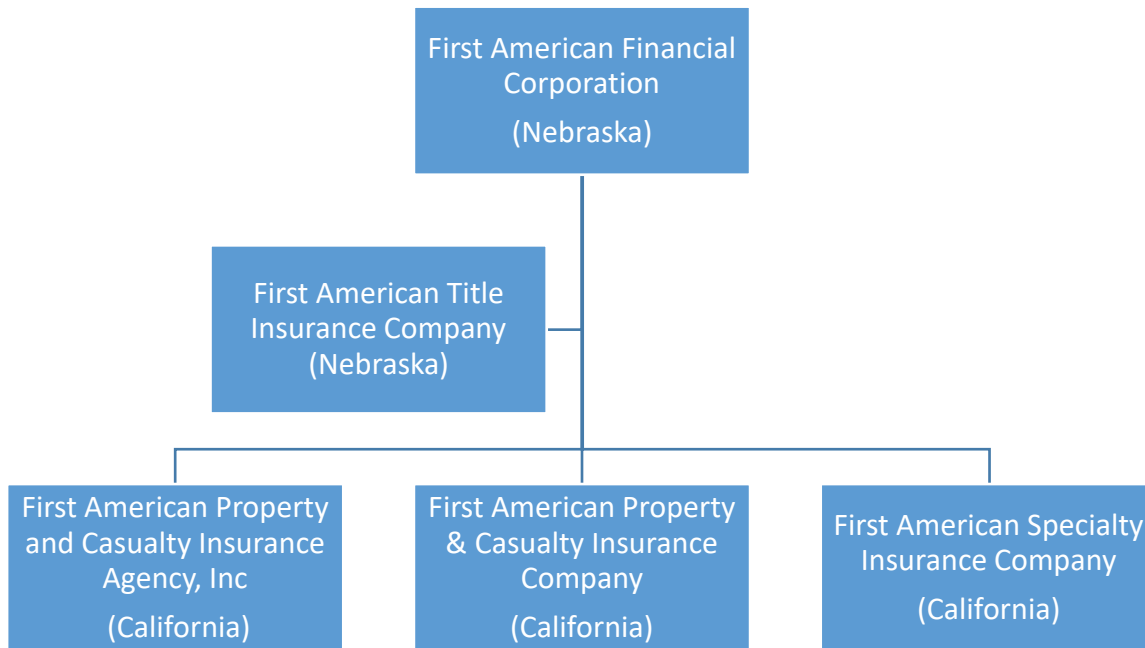 First American Financial
Corporation
(Nebraska)
First American Title
Insurance Company
(Nebraska)
First American Property
and Casualty Insurance
Agency, Inc
(California)
First American Property
& Casualty Insurance
Company
(California)
First American Specialty
Insurance Company
(California)